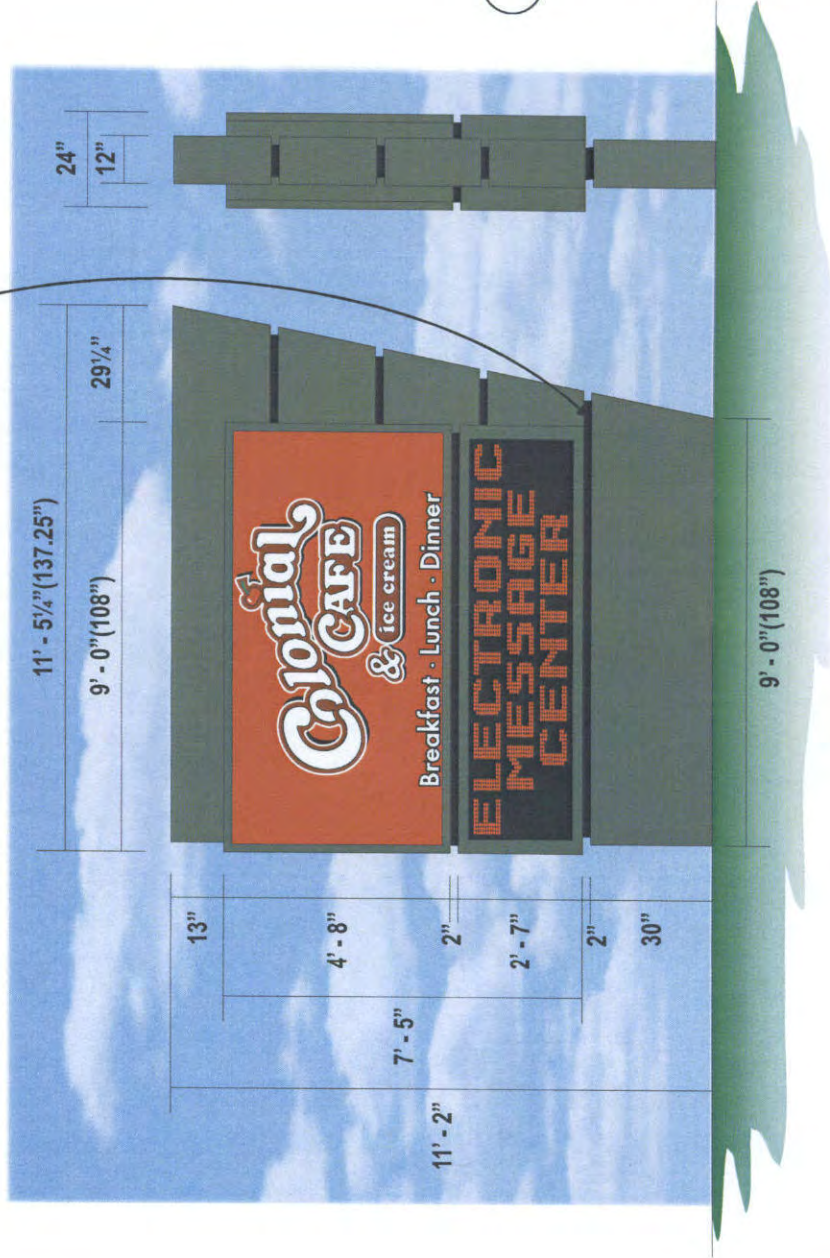 11' - 5¼"(137.25")
9' - 0"(108")
29¼"
24"
12"
13"
4' - 8"
2"
2' - 7"
2"
30"
7' - 5"
11' - 2"
Colonial
CAFE
& ice cream
Breakfast · Lunch · Dinner
ELECTRONIC
MESSAGE
CENTER
9' - 0"(108")